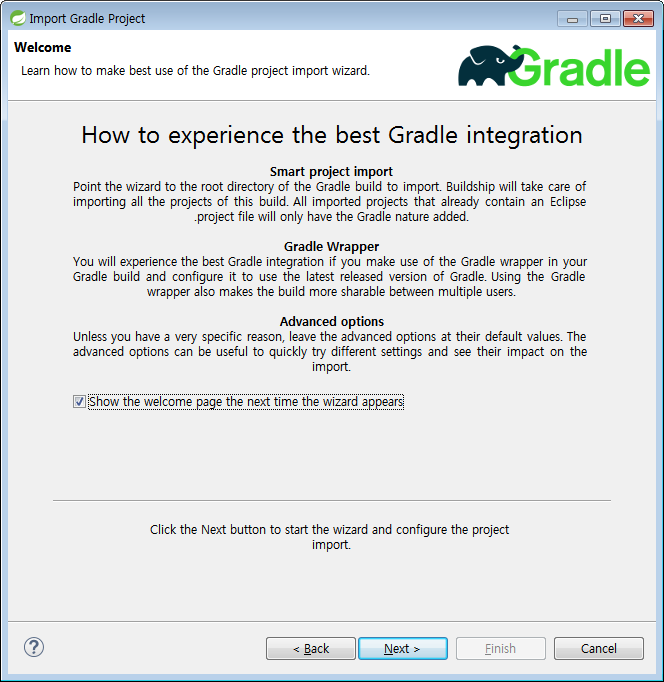 Import Gradle Project
Welcome
Learn how to make best use of the Gradle project import wizard.
Gradle
How to experience the best Gradle integration
Smart project import
Point the wizard to the root directory of the Gradle build to import. Buildship will take care of
importing all the projects of this build. All imported projects that already contain an Eclipse
.project file will only have the Gradle nature added.
Gradle Wrapper
You will experience the best Gradle integration if you make use of the Gradle wrapper in your
Gradle build and configure it to use the latest released version of Gradle. Using the Gradle
wrapper also makes the build more sharable between multiple users.
Advanced options
Unless you have a very specific reason, leave the advanced options at their default values. The
advanced options can be useful to quickly try different settings and see their impact on the
import.
Show the welcome page the next time the wizard appears
Click the Next button to start the wizard and configure the project
import.
? < Back Next > Finish Cancel